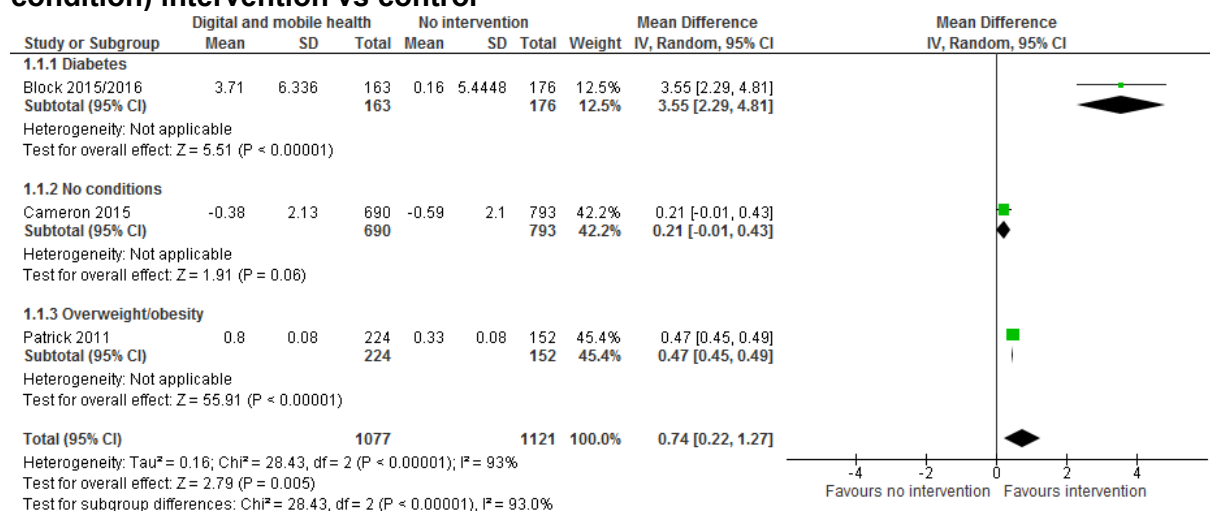 condition) intervention vs control
Digital and mobile health No intervention Mean Difference Mean Difference
Study or Subgroup Mean SD Total Mean SD Total Weight IV, Random, 95% CI IV, Random, 95% CI
1.1.1 Diabetes
Block 2015/2016 3.71 6.336 163 0.16 5.4448 176 12.5% 3.55 [2.29, 4.81]
Subtotal (95% CI) 163 176 12.5% 3.55 [2.29, 4.81]
Heterogeneity: Not applicable
Test for overall effect: Z = 5.51 (P < 0.00001)
1.1.2 No conditions
Cameron 2015 -0.38 2.13 690 -0.59 2.1 793 42.2% 0.21 [-0.01, 0.43]
Subtotal (95% CI) 690 793 42.2% 0.21 [-0.01, 0.43]
Heterogeneity: Not applicable
Test for overall effect: Z = 1.91 (P = 0.06)
1.1.3 Overweight/obesity
Patrick 2011 0.8 0.08 224 0.33 0.08 152 45.4% 0.47 [0.45, 0.49]
Subtotal (95% CI) 224 152 45.4% 0.47 [0.45, 0.49]
Heterogeneity: Not applicable
Test for overall effect: Z = 55.91 (P < 0.00001)
Total (95% CI) 1077 1121 100.0% 0.74 [0.22, 1.27]
Heterogeneity: Tau² = 0.16; Chi² = 28.43, df = 2 (P < 0.00001); I² = 93%
Test for overall effect: Z = 2.79 (P = 0.005)
Test for subgroup differences: Chi² = 28.43, df = 2 (P < 0.00001), I² = 93.0%
-4 -2 0 2 4
Favours no intervention Favours intervention